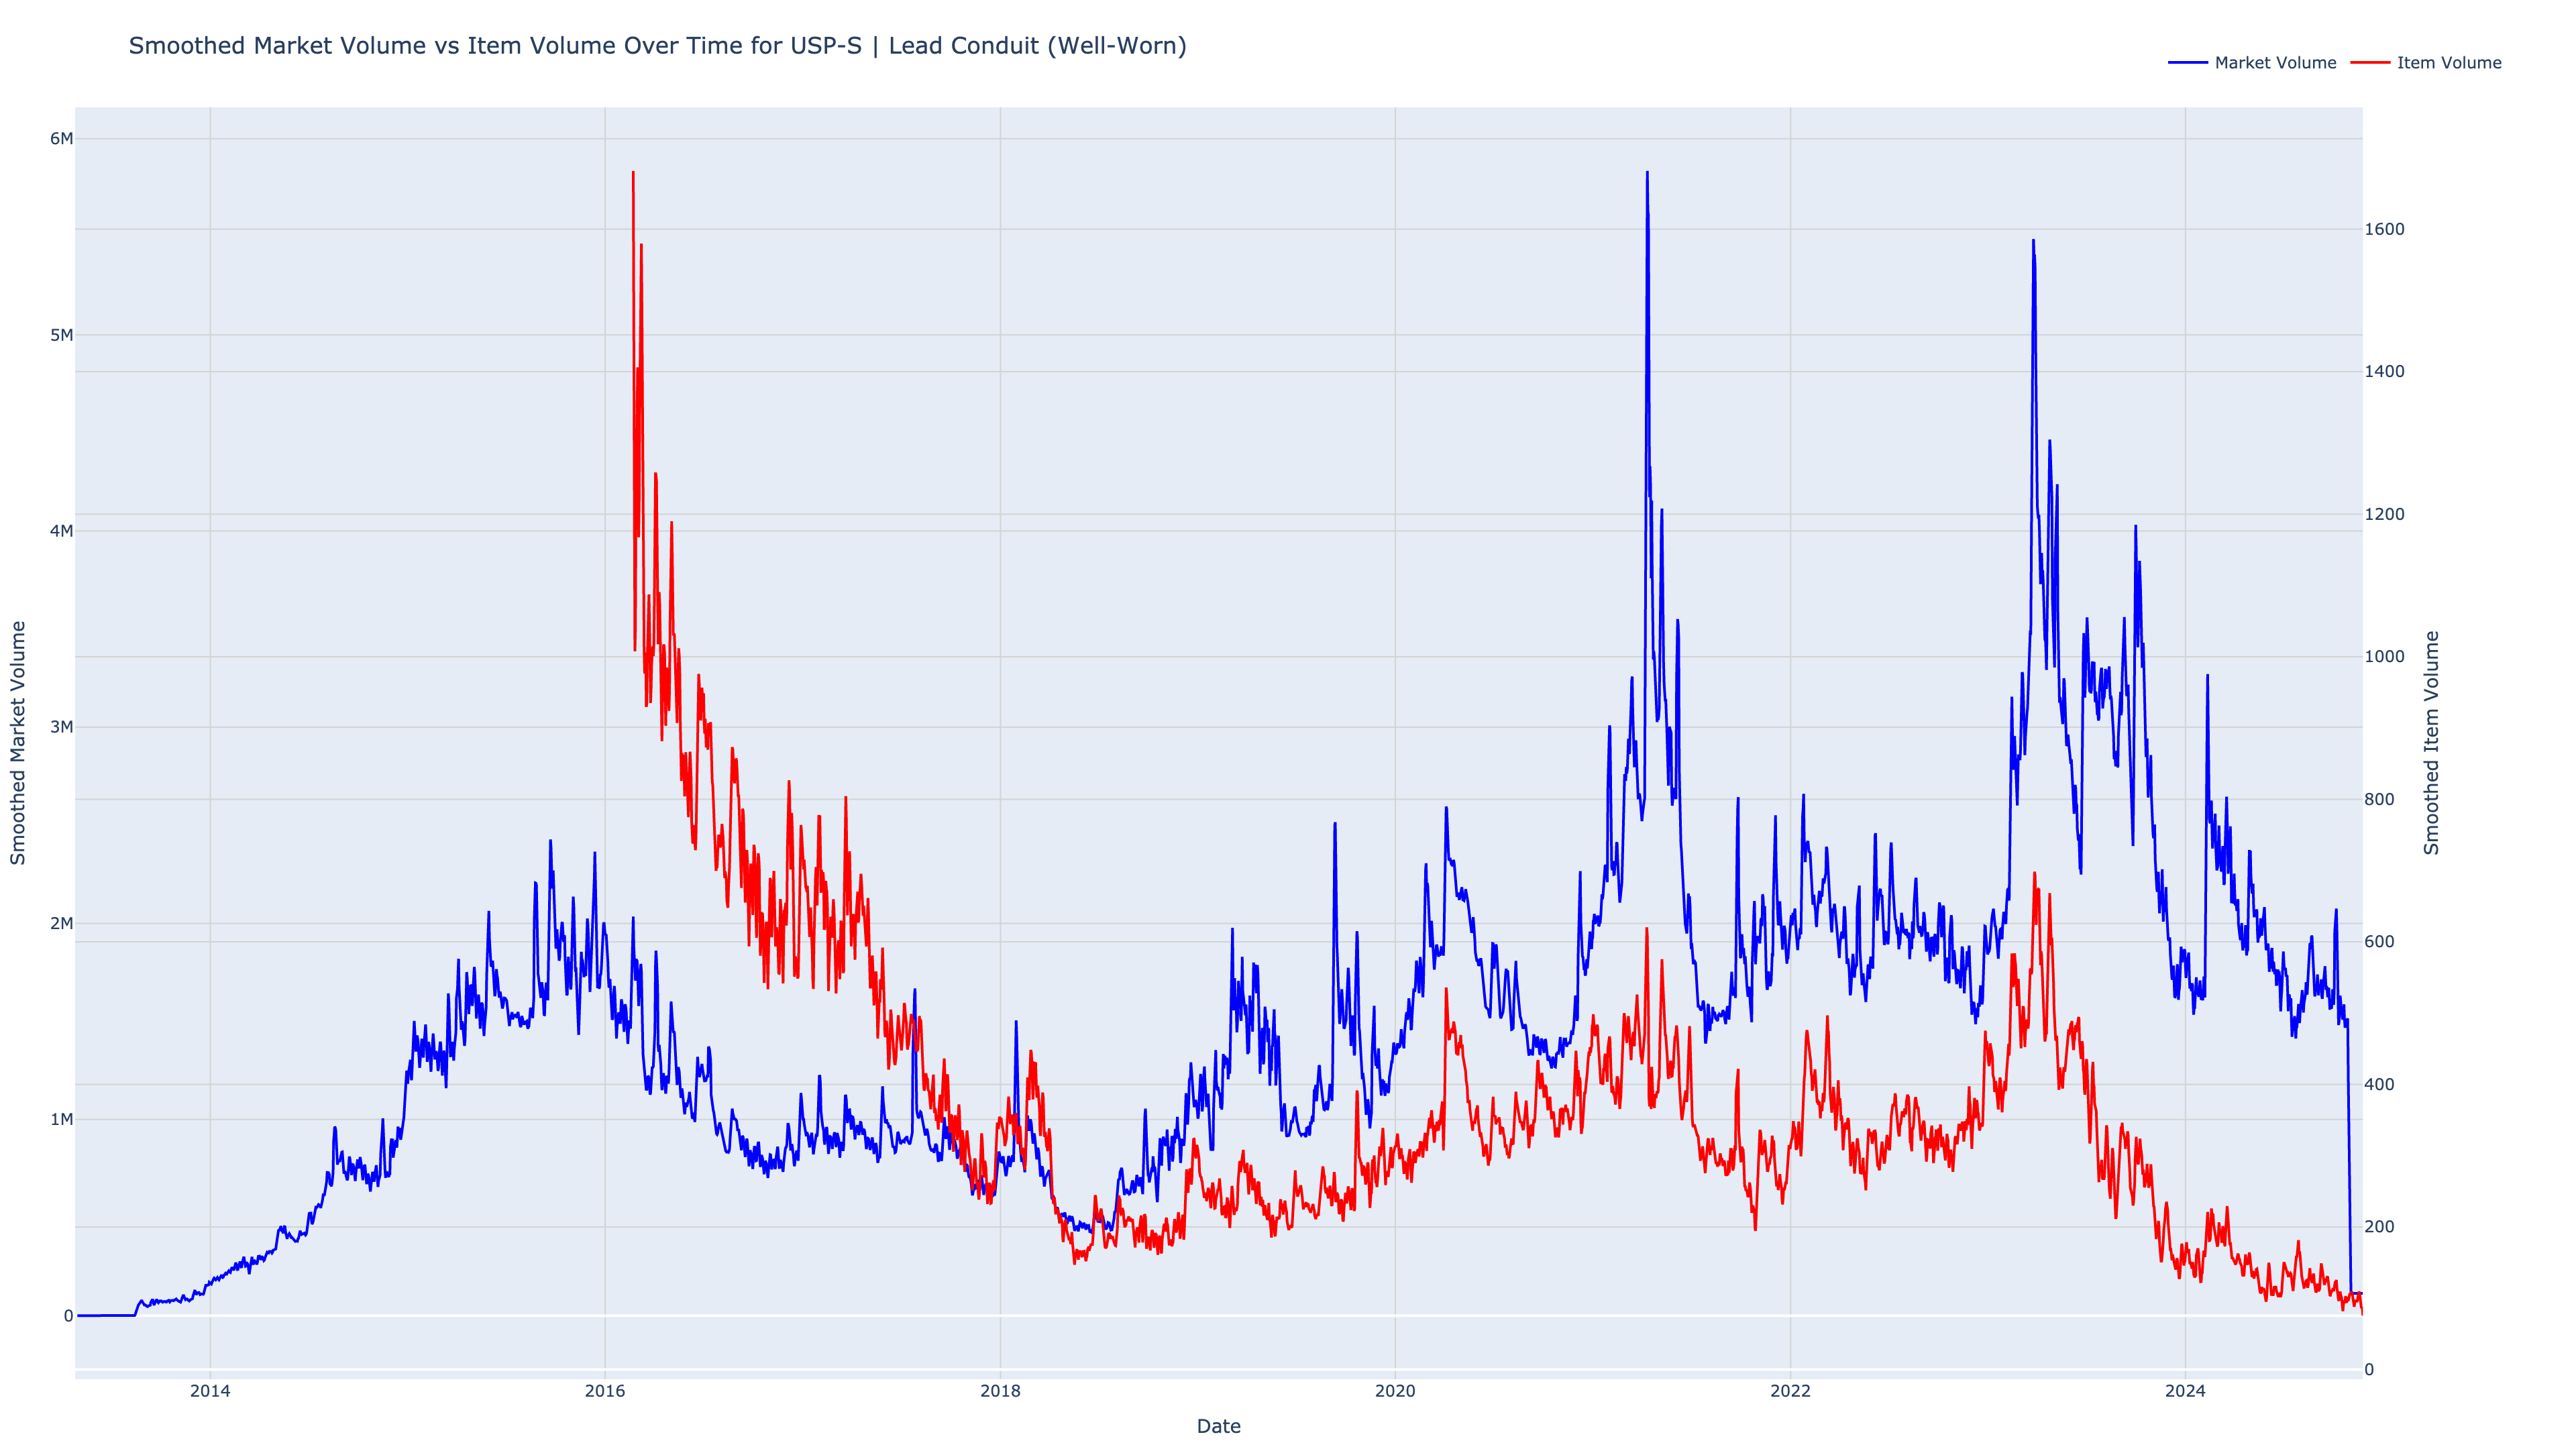 Smoothed Market Volume vs Item Volume Over Time for USP-S | Lead Conduit (Well-Worn)
Market Volume
Item Volume
6M
5M
4M
3M
2M
1M
0
Smoothed Market Volume
1600
1400
1200
1000
800
600
400
200
0
Smoothed Item Volume
2014
2016
2018
2020
2022
2024
Date